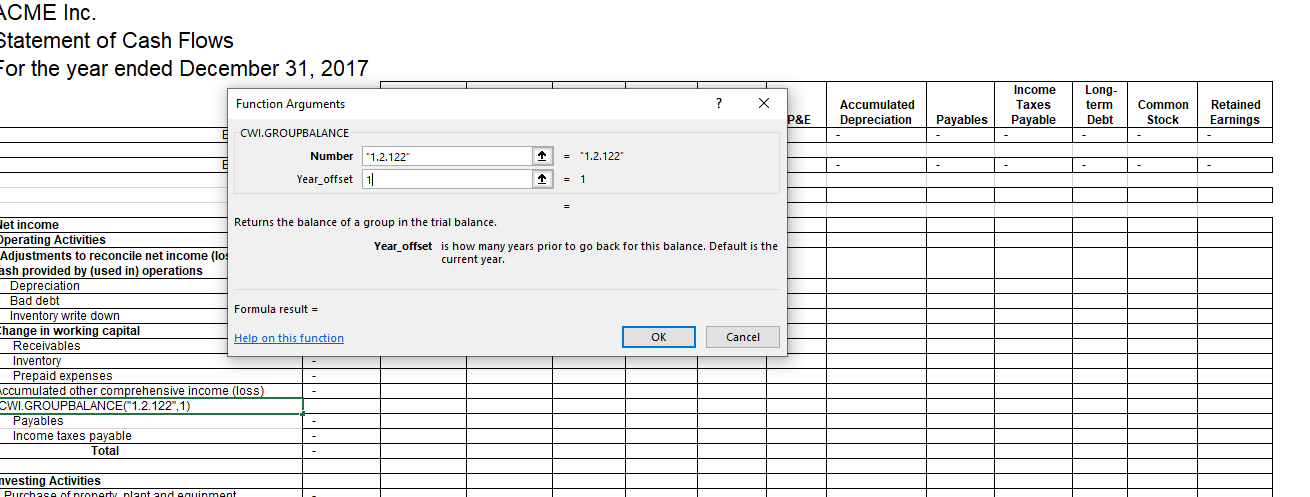 ACME Inc.
Statement of Cash Flows
For the year ended December 31, 2017
P&E
Accumulated Depreciation
Payables
Income Taxes Payable
Long-term Debt
Common Stock
Retained Earnings
E - - - - - -
E - - - - - -
Function Arguments ? ×
CWI.GROUPBALANCE
Number "1.2.122" = "1.2.122"
Year_offset 1 = 1
=
Returns the balance of a group in the trial balance.
Year_offset is how many years prior to go back for this balance. Default is the
current year.
Formula result =
Help on this function OK Cancel
Net income
Operating Activities
Adjustments to reconcile net income (los
ash provided by (used in) operations
Depreciation
Bad debt
Inventory write down
Change in working capital
Receivables
Inventory -
Prepaid expenses -
Accumulated other comprehensive income (loss) -
CWI.GROUPBALANCE("1.2.122",1)
Payables -
Income taxes payable -
Total -
nvesting Activities
Purchase of property, plant and equipment -